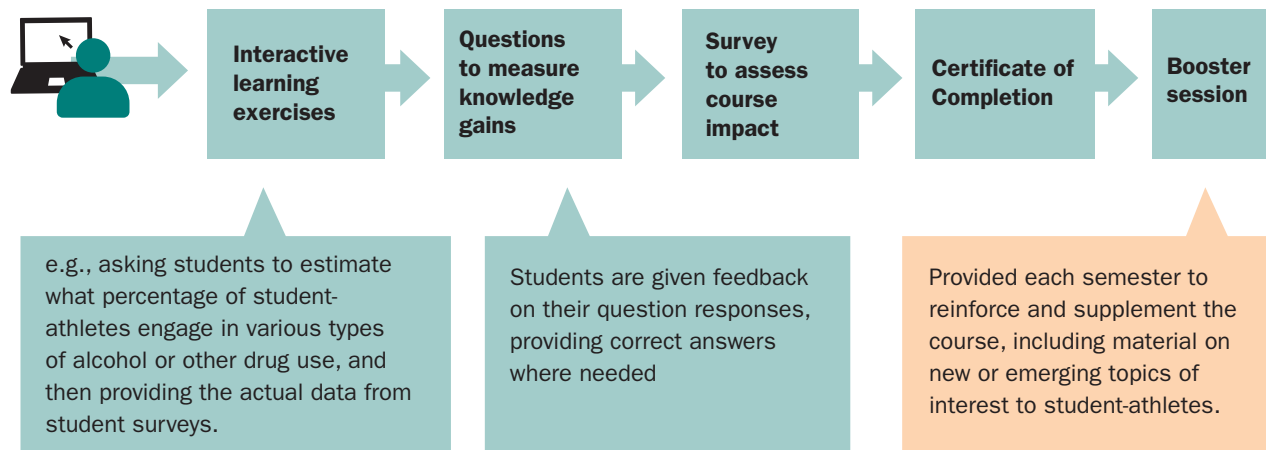 Interactive
learning
exercises
Questions
to measure
knowledge
gains
Survey
to assess
course
impact
Certificate of
Completion
Booster
session
e.g., asking students to estimate
what percentage of student-
athletes engage in various types
of alcohol or other drug use, and
then providing the actual data from
student surveys.
Students are given feedback
on their question responses,
providing correct answers
where needed
Provided each semester to
reinforce and supplement the
course, including material on
new or emerging topics of
interest to student-athletes.